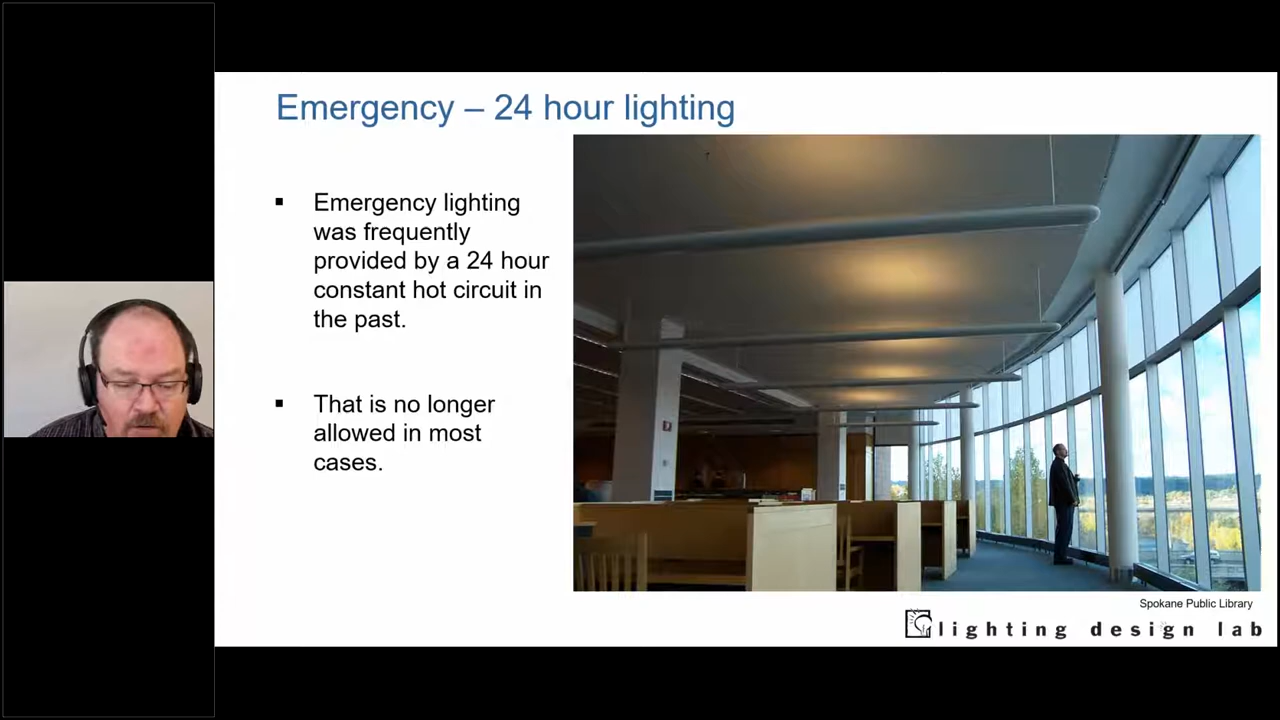 Emergency – 24 hour lighting
Emergency lighting
was frequently
provided by a 24 hour
constant hot circuit in
the past.
That is no longer
allowed in most
cases.
Spokane Public Library
lighting design lab